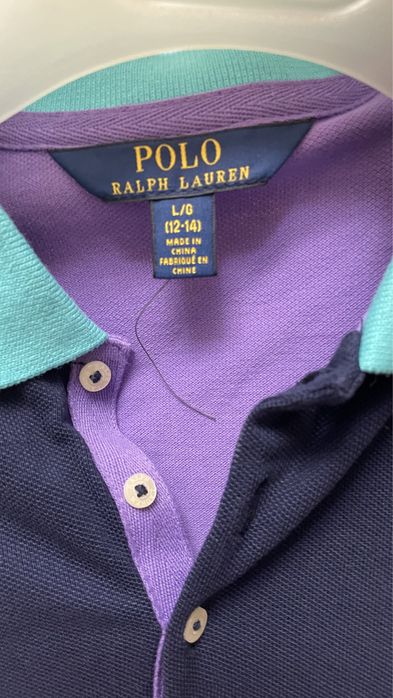 POLO
RALPH LAUREN
L/G
(12-14)
MADE IN
CHINA
FABRIQUÉ EN
CHINE